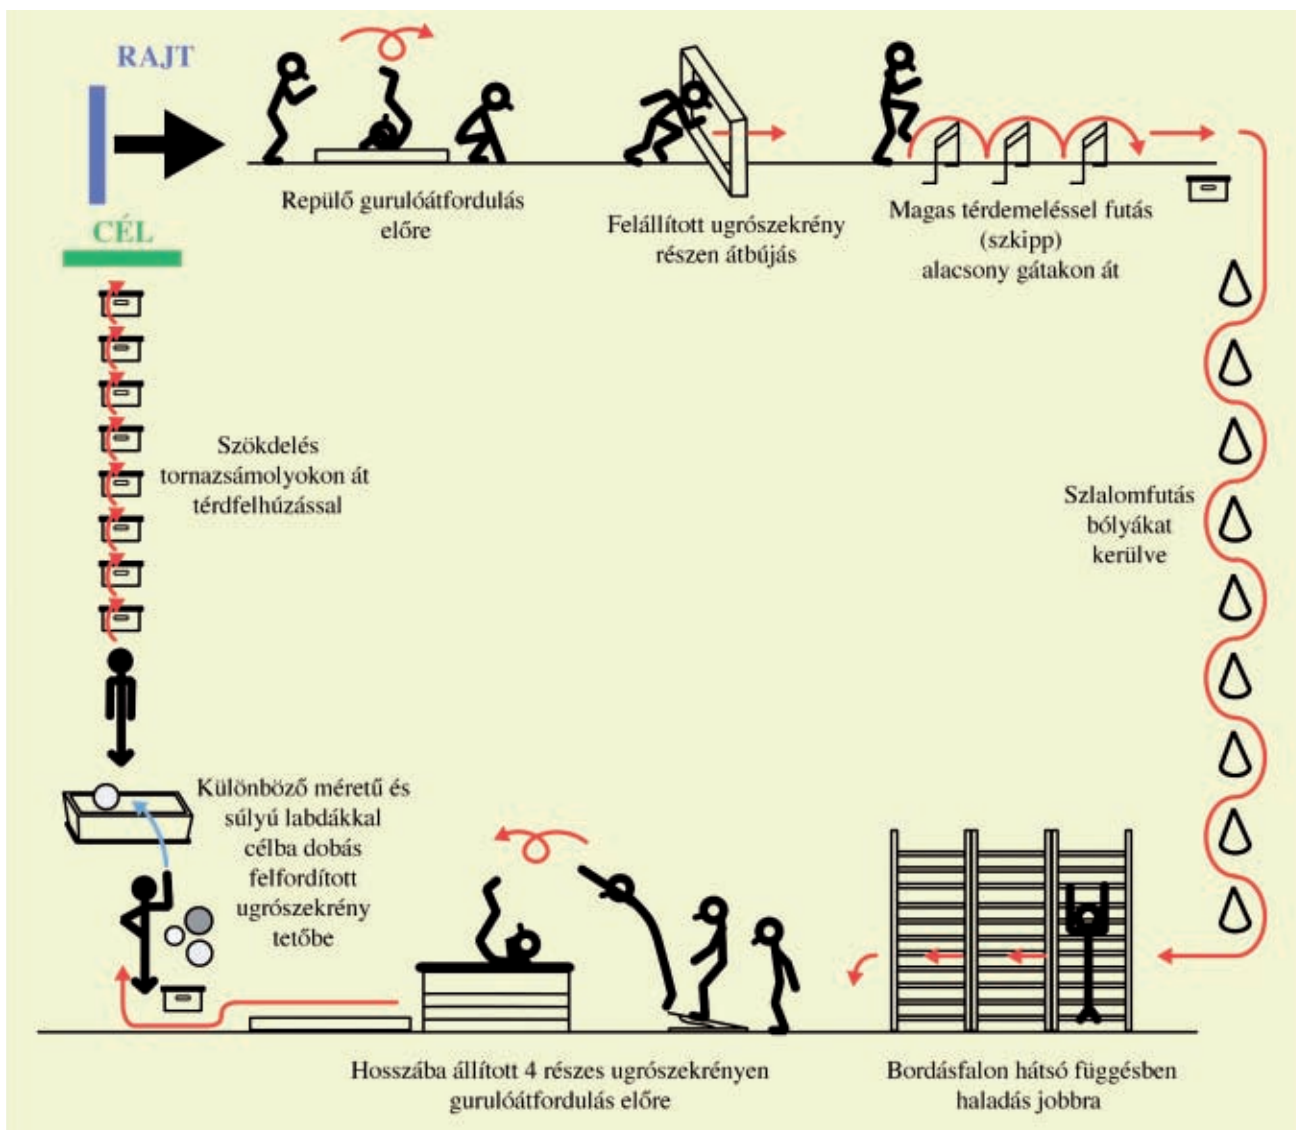 RAJT
Repülő gurulóátfordulás
előre
Felállított ugrószekrény
részen átbújás
Magas térdemeléssel futás
(szkipp)
alacsony gátakon át
CÉL
Szökdelés
tornazsámolyokon át
térdfelhúzással
Szlalomfutás
bólyákat
kerülve
Különböző méretű és
súlyú labdákkal
célba dobás
felfordított
ugrószekrény
tetőbe
Hosszába állított 4 részes ugrószekrényen
gurulóátfordulás előre
Bordásfalon hátsó függésben
haladás jobbra